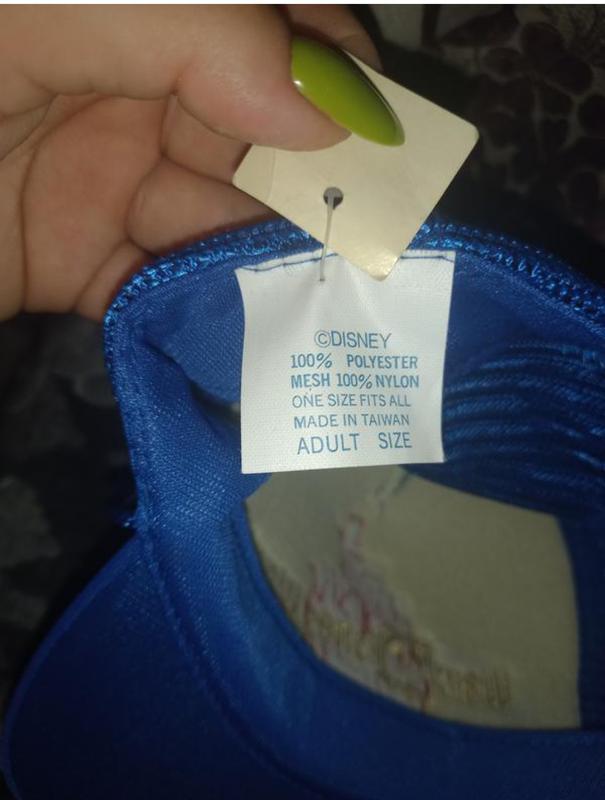 ©DISNEY
100% POLYESTER
MESH 100% NYLON
ONE SIZE FITS ALL
MADE IN TAIWAN
ADULT SIZE